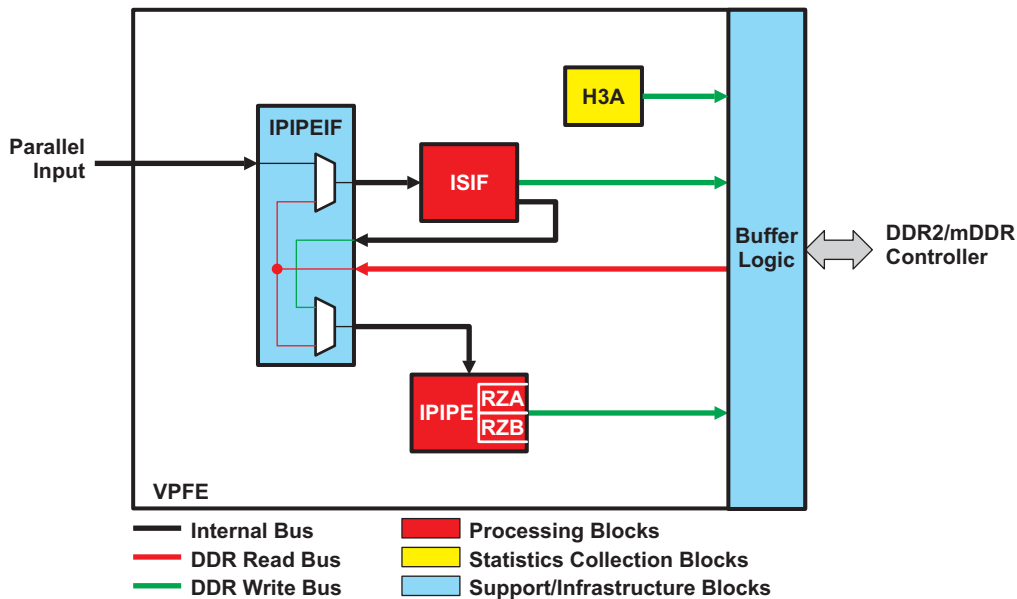 H3A
IPIPEIF
Parallel
Input
ISIF
Buffer
Logic
DDR2/mDDR
Controller
IPIPE
RZA
RZB
VPFE
Internal Bus
Processing Blocks
DDR Read Bus
Statistics Collection Blocks
DDR Write Bus
Support/Infrastructure Blocks